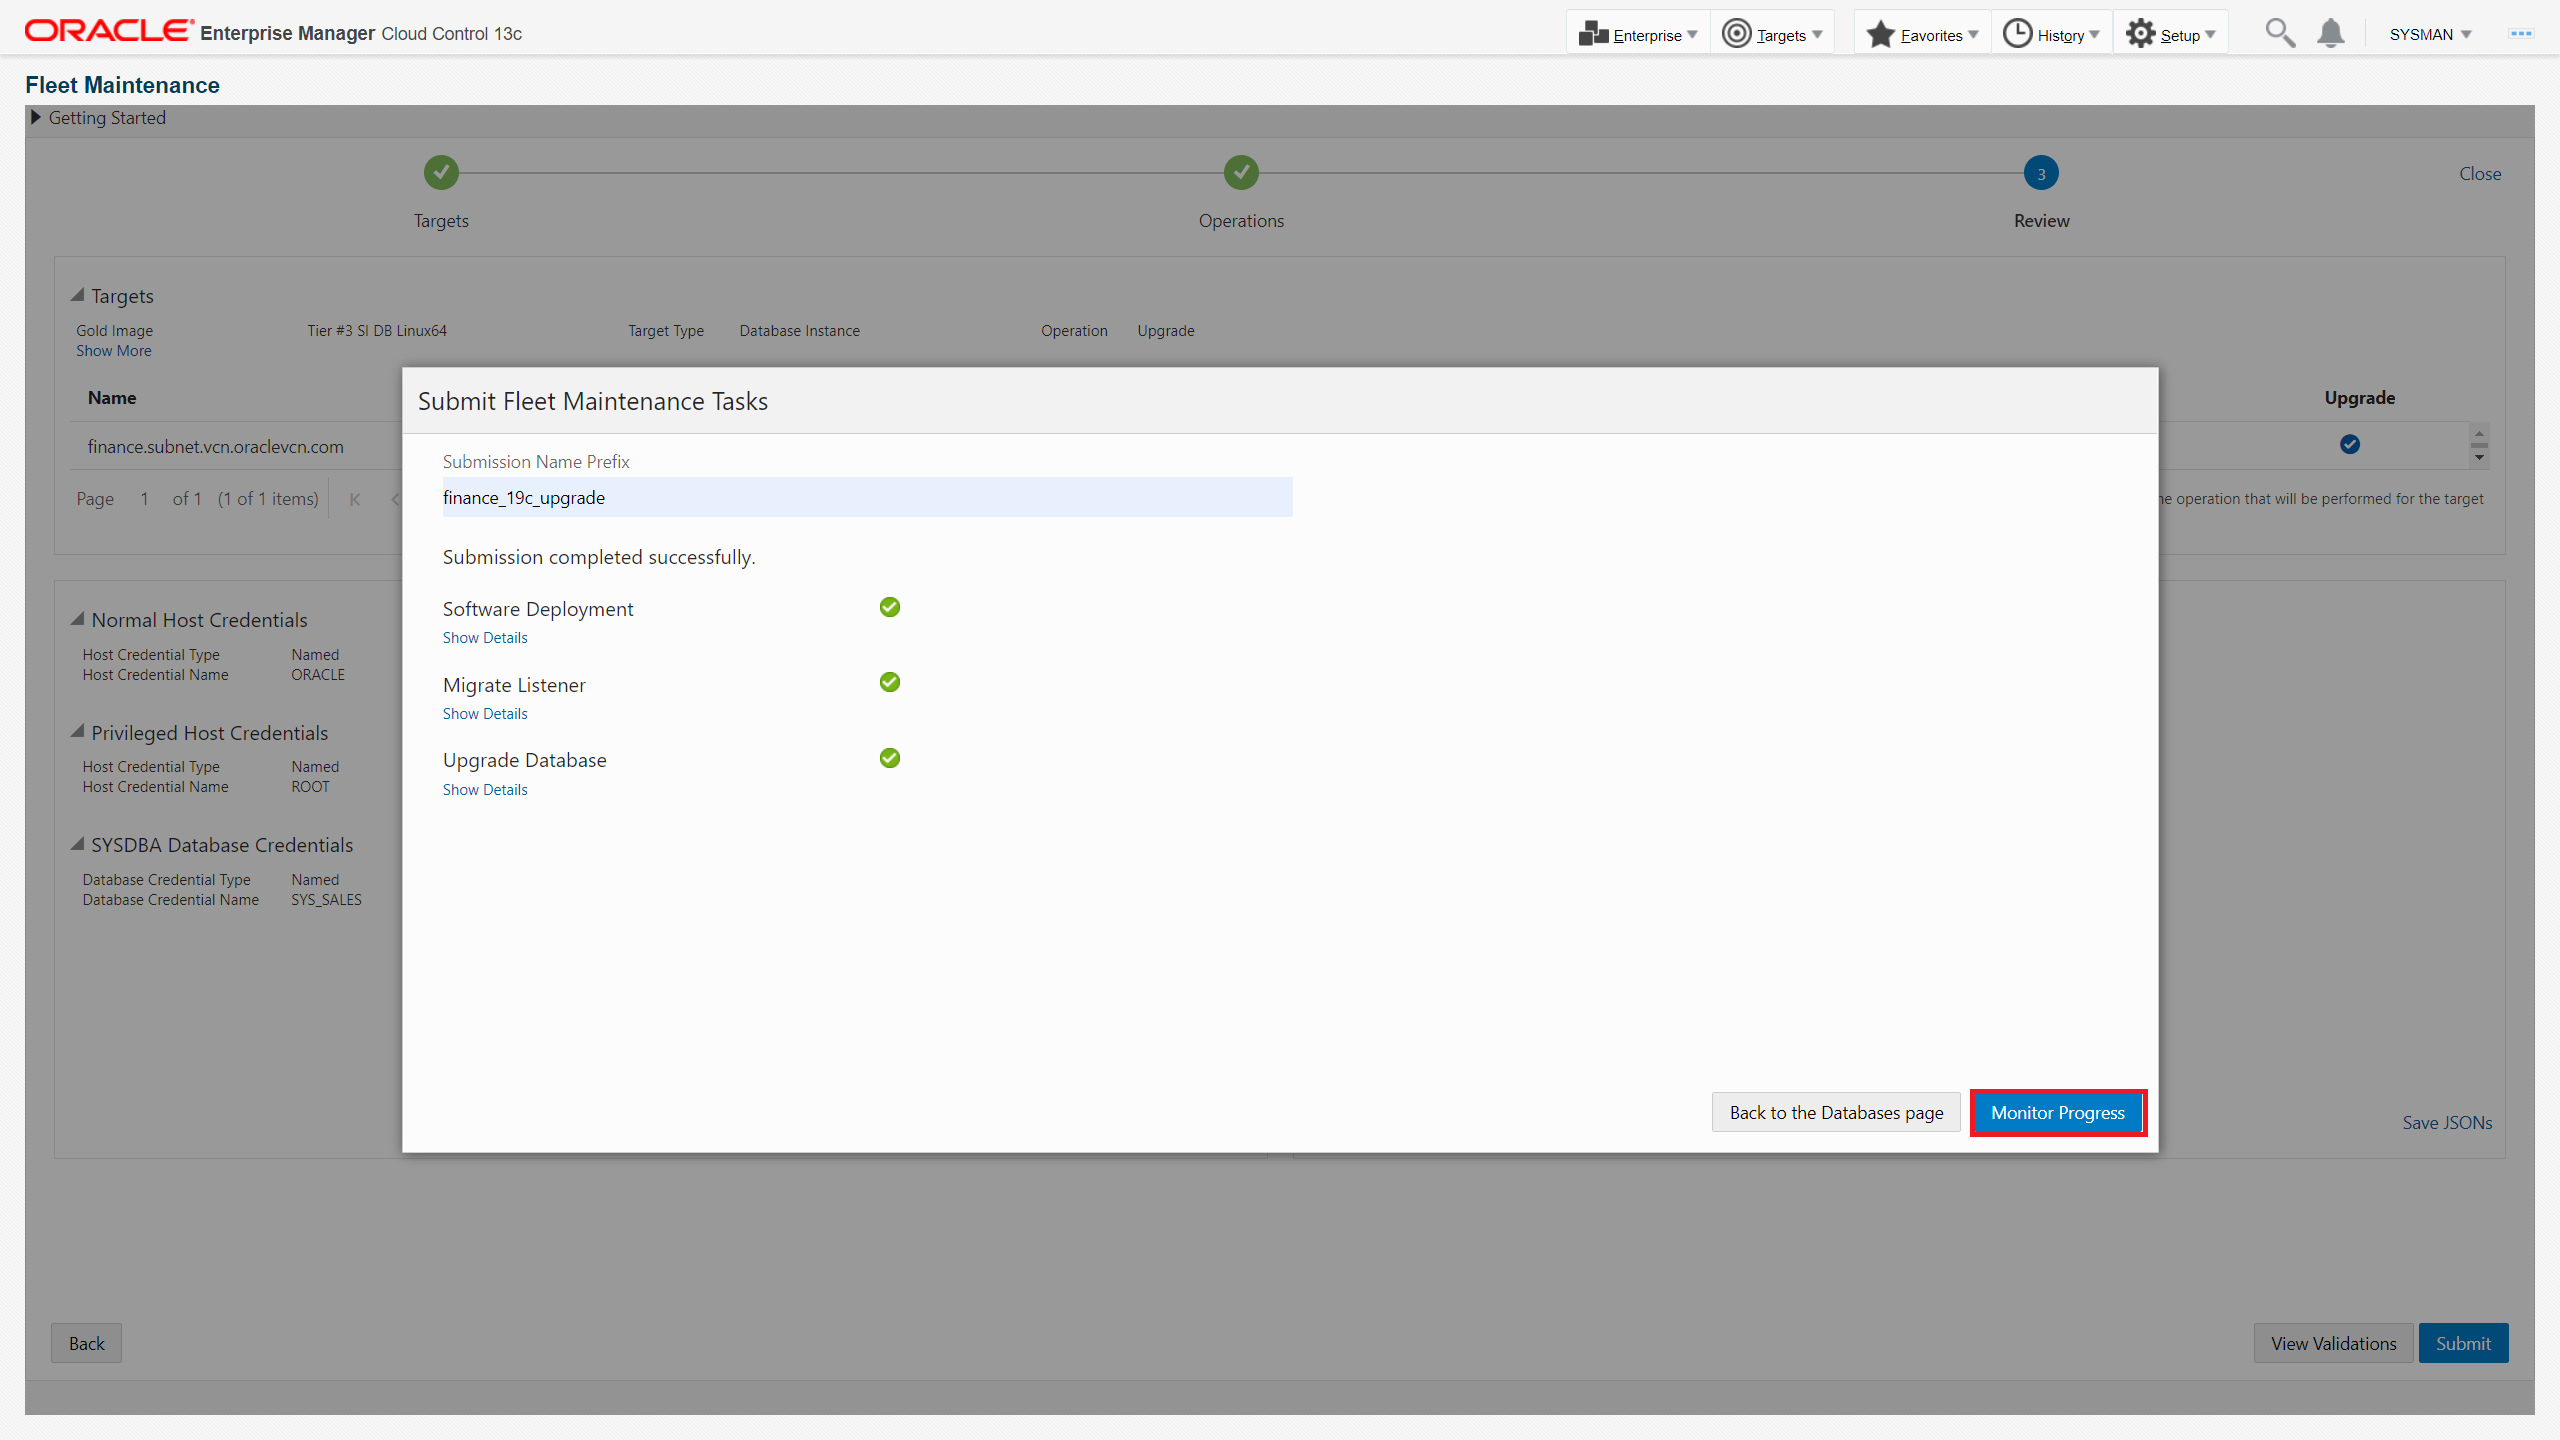 ORACLE Enterprise Manager Cloud Control 13c
Enterprise Targets Favorites History Setup SYSMAN
Fleet Maintenance
Getting Started
3
Close
Targets Operations Review
Targets
Gold Image Tier #3 SI DB Linux64 Target Type Database Instance Operation Upgrade
Show More
Name Upgrade
finance.subnet.vcn.oraclevcn.com
Page 1 of 1 (1 of 1 items)
operation that will be performed for the target
Normal Host Credentials
Host Credential Type Named
Host Credential Name ORACLE
Privileged Host Credentials
Host Credential Type Named
Host Credential Name ROOT
SYSDBA Database Credentials
Database Credential Type Named
Database Credential Name SYS_SALES
Submit Fleet Maintenance Tasks
Submission Name Prefix
finance_19c_upgrade
Submission completed successfully.
Software Deployment
Show Details
Migrate Listener
Show Details
Upgrade Database
Show Details
Back to the Databases page Monitor Progress
Save JSONs
Back View Validations Submit